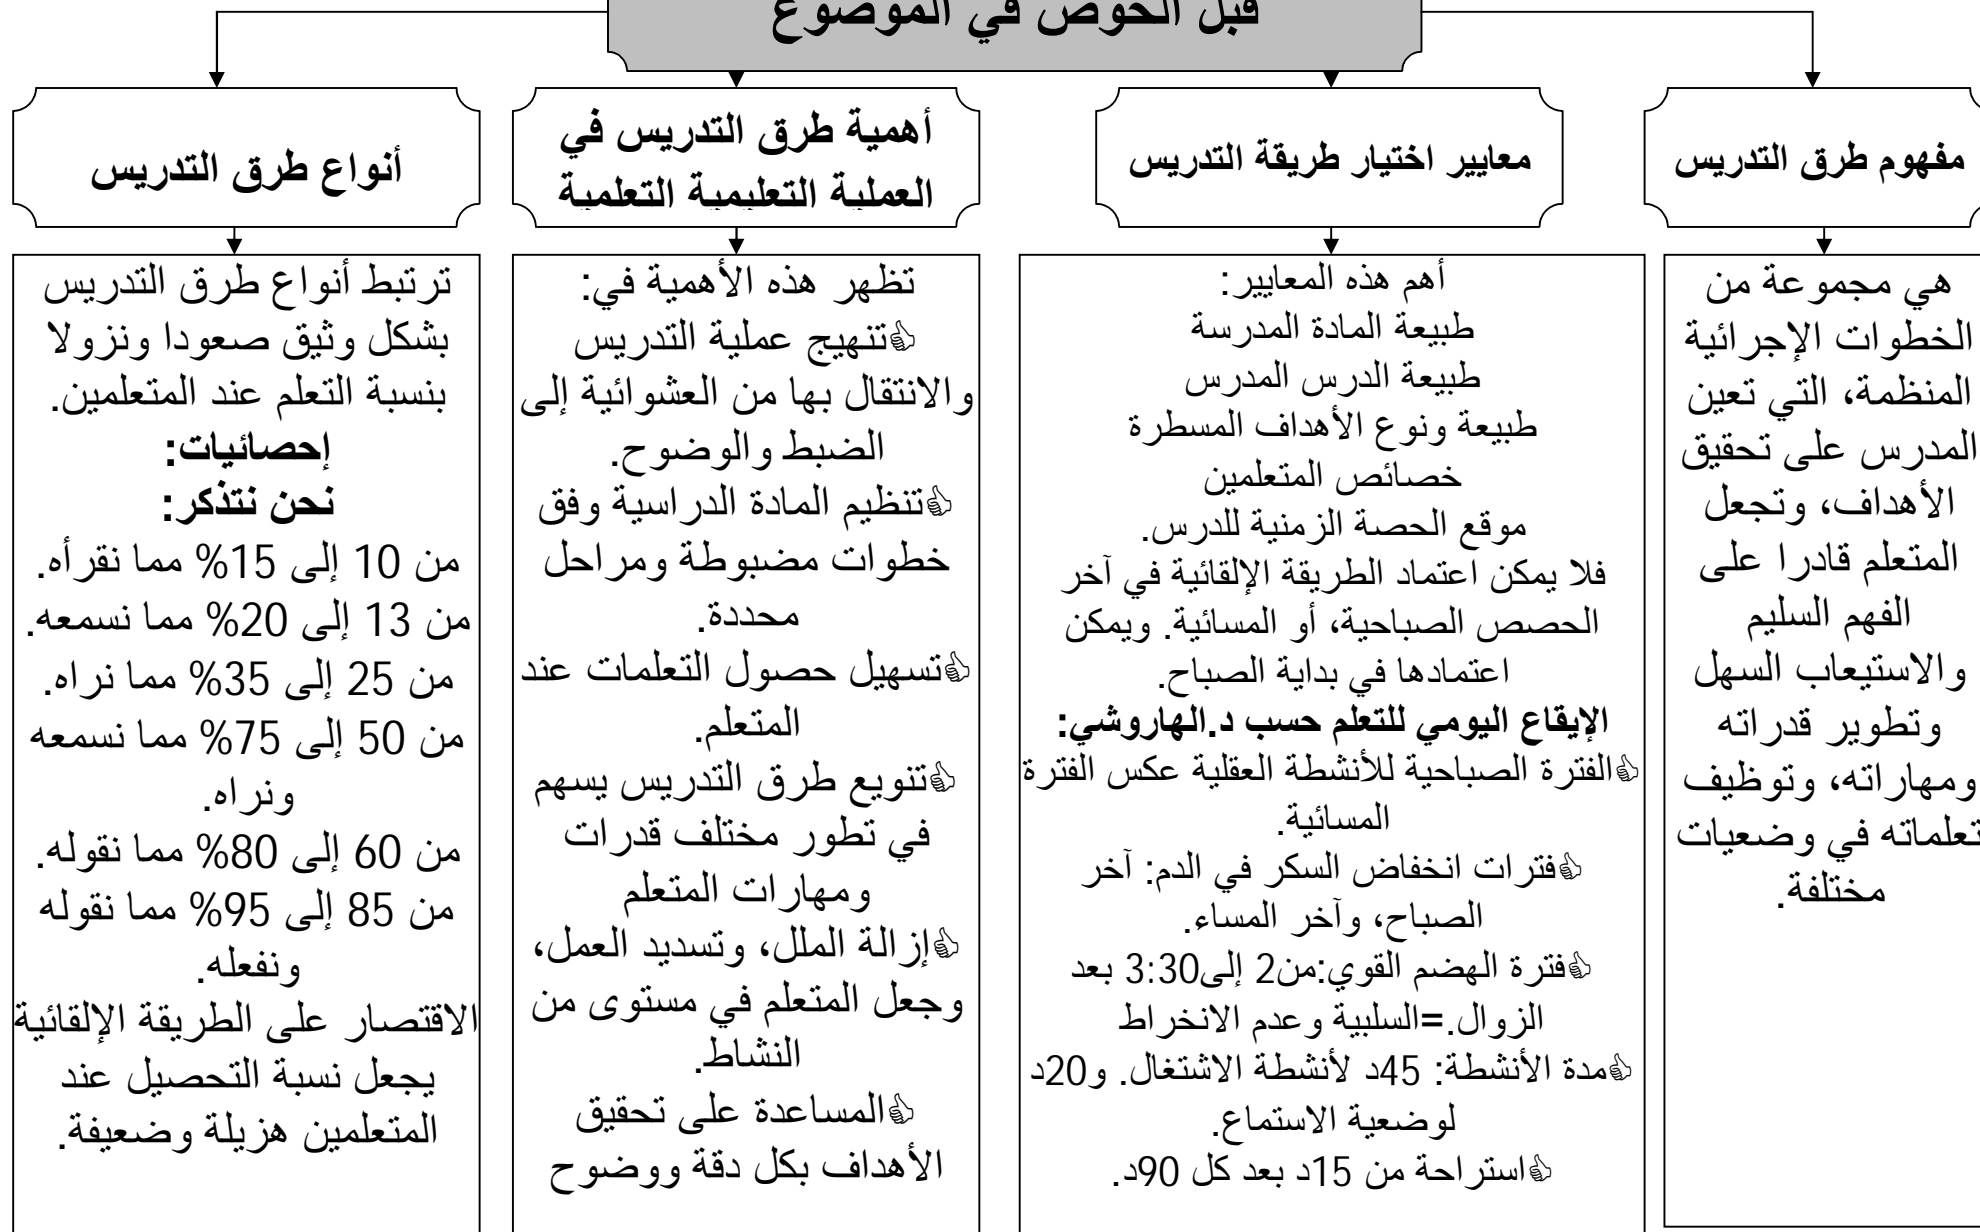 قبل الخوض في الموضوع
مفهوم طرق التدريس
هي مجموعة من
الخطوات الإجرائية
المنظمة، التي تعين
المدرس على تحقيق
الأهداف، وتجعل
المتعلم قادرا على
الفهم السليم
والاستيعاب السهل
وتطوير قدراته
ومهاراته، وتوظيف
تعلماته في وضعيات
مختلفة.
معايير اختيار طريقة التدريس
أهم هذه المعايير:
طبيعة المادة المدرسة
طبيعة الدرس المدرس
طبيعة ونوع الأهداف المسطرة
خصائص المتعلمين
موقع الحصة الزمنية للدرس.
فلا يمكن اعتماد الطريقة الإلقائية في آخر
الحصص الصباحية، أو المسائية. ويمكن
اعتمادها في بداية الصباح.
الإيقاع اليومي للتعلم حسب د.الهاروشي:
👍الفترة الصباحية للأنشطة العقلية عكس الفترة
المسائية.
👍فترات انخفاض السكر في الدم: آخر
الصباح، وآخر المساء.
👍فترة الهضم القوي:من2 إلى3:30 بعد
الزوال.=السلبية وعدم الانخراط
👍مدة الأنشطة: 45د لأنشطة الاشتغال. و20د
لوضعية الاستماع.
👍استراحة من 15د بعد كل 90د.
أهمية طرق التدريس في
العملية التعليمية التعلمية
تظهر هذه الأهمية في:
👍تنهيج عملية التدريس
والانتقال بها من العشوائية إلى
الضبط والوضوح.
👍تنظيم المادة الدراسية وفق
خطوات مضبوطة ومراحل
محددة.
👍تسهيل حصول التعلمات عند
المتعلم.
👍تنويع طرق التدريس يسهم
في تطور مختلف قدرات
ومهارات المتعلم
👍إزالة الملل، وتسديد العمل،
وجعل المتعلم في مستوى من
النشاط.
👍المساعدة على تحقيق
الأهداف بكل دقة ووضوح
أنواع طرق التدريس
ترتبط أنواع طرق التدريس
بشكل وثيق صعودا ونزولا
بنسبة التعلم عند المتعلمين.
إحصائيات:
نحن نتذكر:
من 10 إلى 15% مما نقرأه.
من 13 إلى 20% مما نسمعه.
من 25 إلى 35% مما نراه.
من 50 إلى 75% مما نسمعه
ونراه.
من 60 إلى 80% مما نقوله.
من 85 إلى 95% مما نقوله
ونفعله.
الاقتصار على الطريقة الإلقائية
يجعل نسبة التحصيل عند
المتعلمين هزيلة وضعيفة.